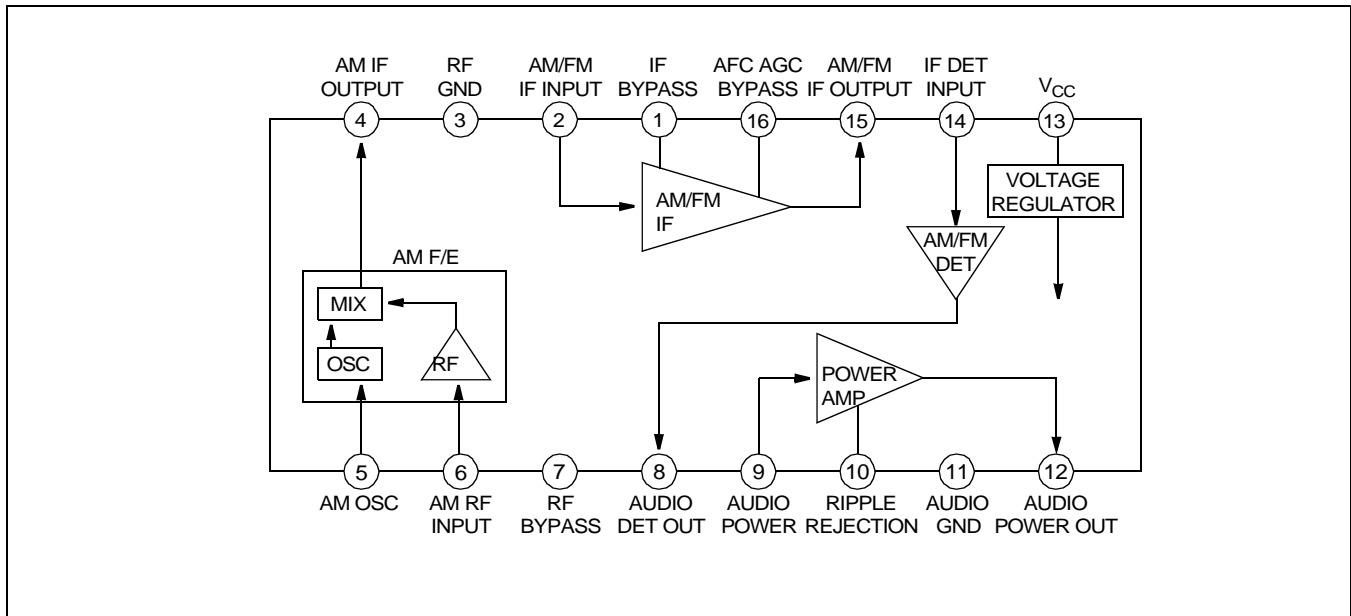 AM IF
OUTPUT
RF
GND
AM/FM
IF INPUT
IF
BYPASS
AFC AGC
BYPASS
AM/FM
IF OUTPUT
IF DET
INPUT
VCC
4
3
2
1
16
15
14
13
VOLTAGE
REGULATOR
AM/FM
IF
AM/FM
DET
AM F/E
MIX
OSC
RF
POWER
AMP
5
6
7
8
9
10
11
12
AM OSC
AM RF
INPUT
RF
BYPASS
AUDIO
DET OUT
AUDIO
POWER
RIPPLE
REJECTION
AUDIO
GND
AUDIO
POWER OUT